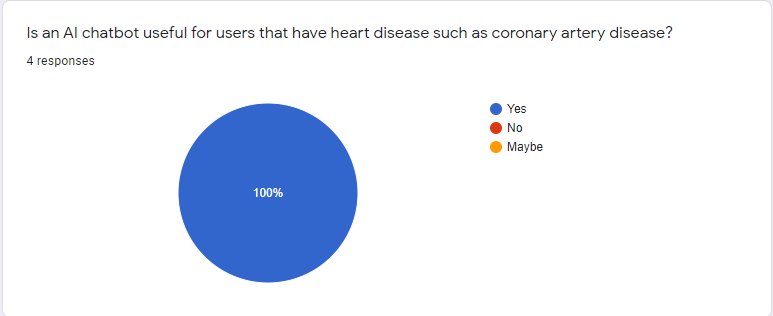 Is an AI chatbot useful for users that have heart disease such as coronary artery disease?
4 responses
Yes
No
Maybe
100%